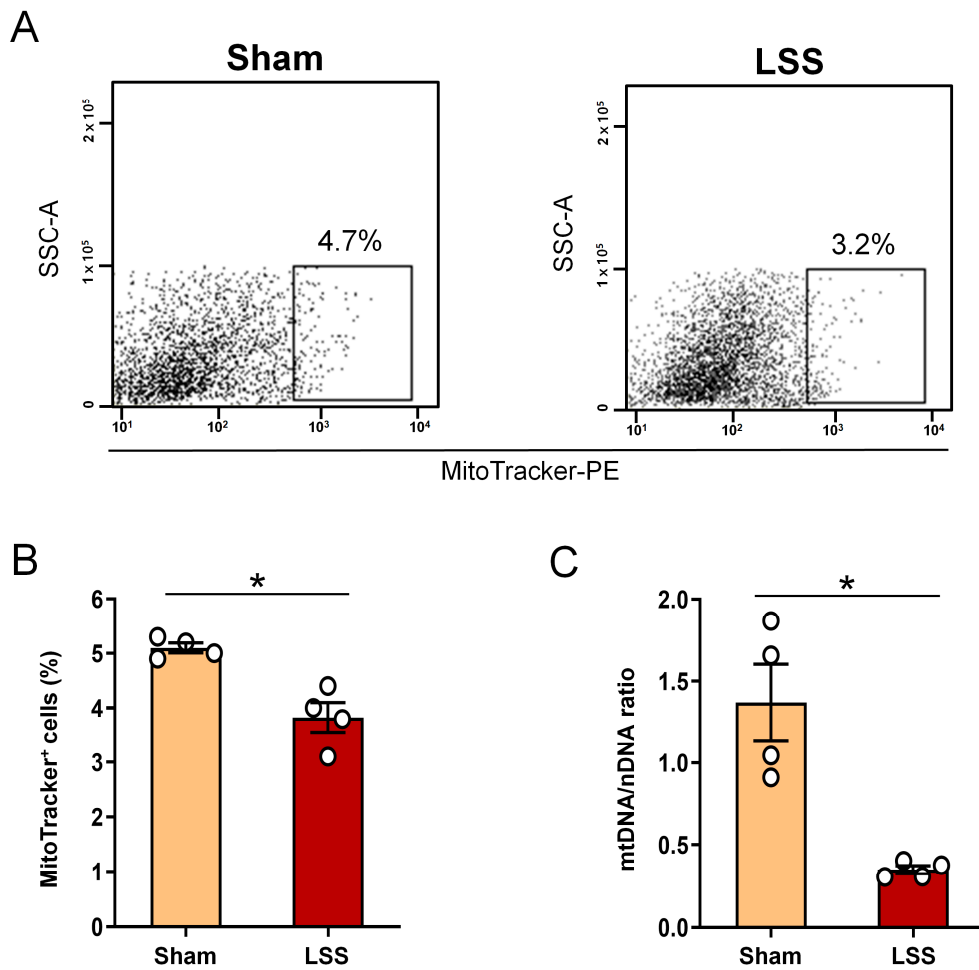 A
Sham
LSS
SSC-A
2 x 10⁵
1 x 10⁵
0
4.7%
10¹ 10² 10³ 10⁴
SSC-A
2 x 10⁵
1 x 10⁵
0
3.2%
10¹ 10² 10³ 10⁴
MitoTracker-PE
B
*
MitoTracker⁺ cells (%)
6
5
4
3
2
1
0
Sham LSS
C
*
mtDNA/nDNA ratio
2.0
1.5
1.0
0.5
0.0
Sham LSS